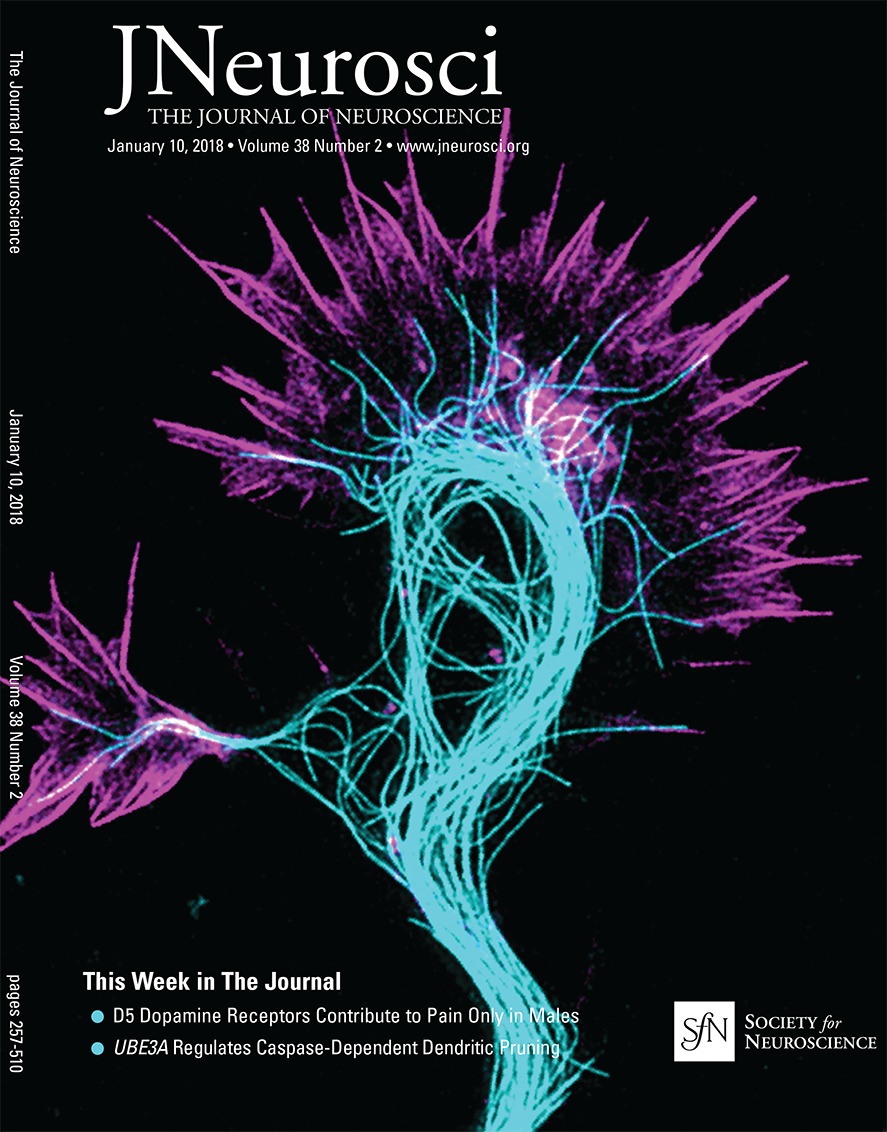 JNeurosci
THE JOURNAL OF NEUROSCIENCE
January 10, 2018 • Volume 38 Number 2 • www.jneurosci.org
The Journal of Neuroscience
January 10, 2018
Volume 38 Number 2
pages 257-510
This Week in The Journal
● D5 Dopamine Receptors Contribute to Pain Only in Males
● UBE3A Regulates Caspase-Dependent Dendritic Pruning
SfN
SOCIETY for
NEUROSCIENCE